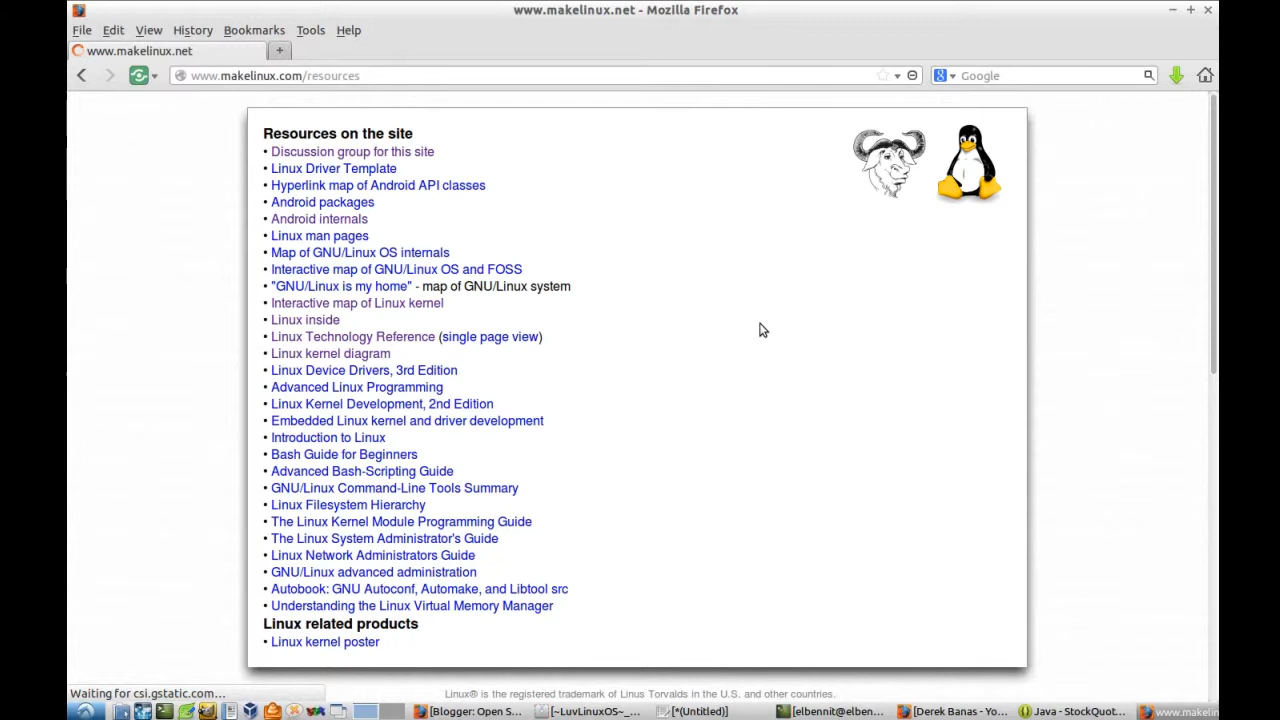 www.makelinux.net - Mozilla Firefox
File Edit View History Bookmarks Tools Help
www.makelinux.net
www.makelinux.com/resources
Google
Resources on the site
• Discussion group for this site
• Linux Driver Template
• Hyperlink map of Android API classes
• Android packages
• Android internals
• Linux man pages
• Map of GNU/Linux OS internals
• Interactive map of GNU/Linux OS and FOSS
• "GNU/Linux is my home" - map of GNU/Linux system
• Interactive map of Linux kernel
• Linux inside
• Linux Technology Reference (single page view)
• Linux kernel diagram
• Linux Device Drivers, 3rd Edition
• Advanced Linux Programming
• Linux Kernel Development, 2nd Edition
• Embedded Linux kernel and driver development
• Introduction to Linux
• Bash Guide for Beginners
• Advanced Bash-Scripting Guide
• GNU/Linux Command-Line Tools Summary
• Linux Filesystem Hierarchy
• The Linux Kernel Module Programming Guide
• The Linux System Administrator's Guide
• Linux Network Administrators Guide
• GNU/Linux advanced administration
• Autobook: GNU Autoconf, Automake, and Libtool src
• Understanding the Linux Virtual Memory Manager
Linux related products
• Linux kernel poster
Waiting for csi.gstatic.com...
Linux® is the registered trademark of Linus Torvalds in the U.S. and other countries.
[Blogger: Open S... [~LuvLinuxOS~_... [*(Untitled)] [elbennit@elben... [Derek Banas - Yo... [Java - StockQuot... www.makelin